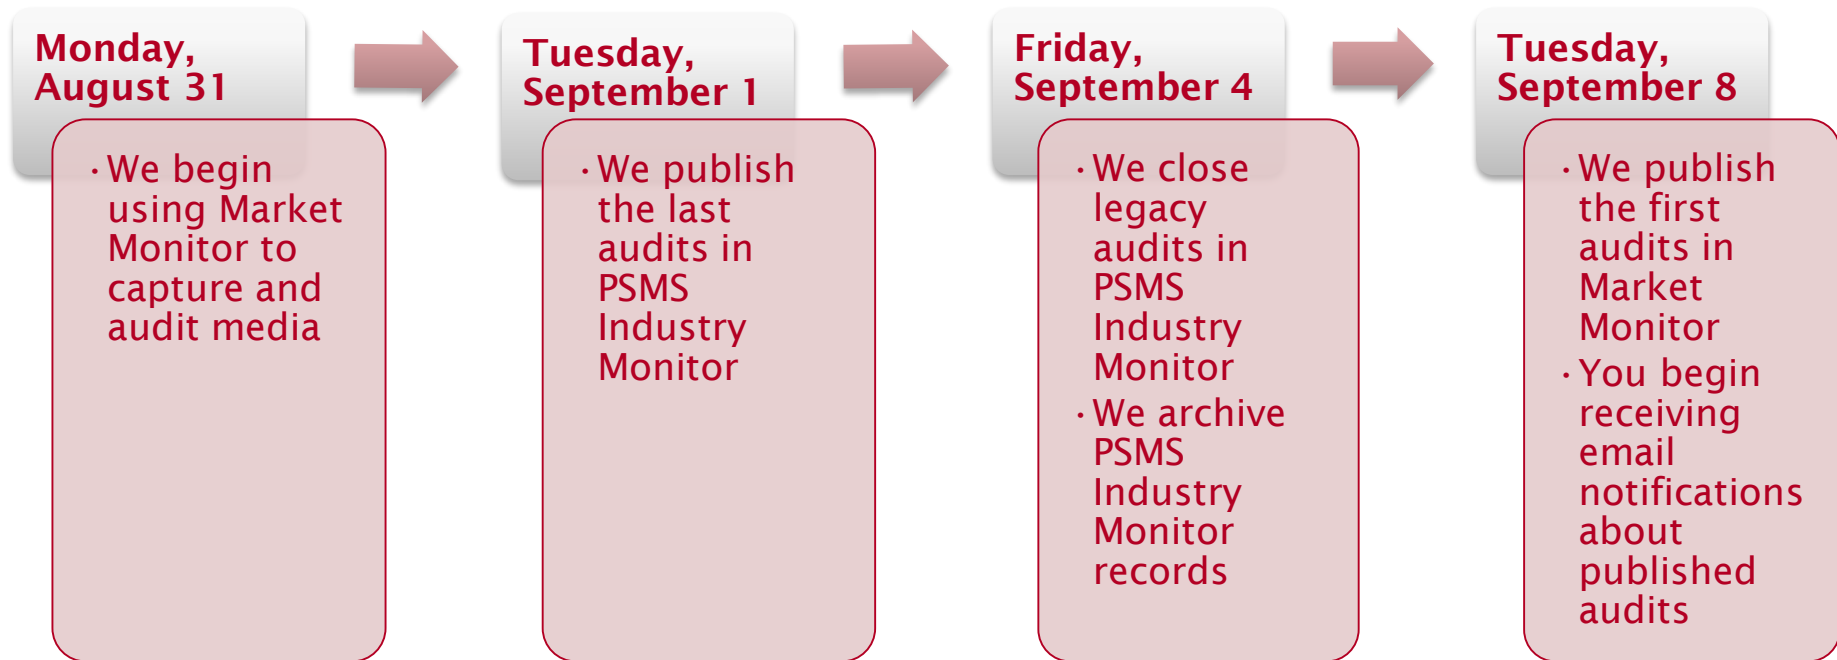 Monday,
August 31
· We begin
using Market
Monitor to
capture and
audit media
Tuesday,
September 1
· We publish
the last
audits in
PSMS
Industry
Monitor
Friday,
September 4
· We close
legacy
audits in
PSMS
Industry
Monitor
· We archive
PSMS
Industry
Monitor
records
Tuesday,
September 8
· We publish
the first
audits in
Market
Monitor
· You begin
receiving
email
notifications
about
published
audits